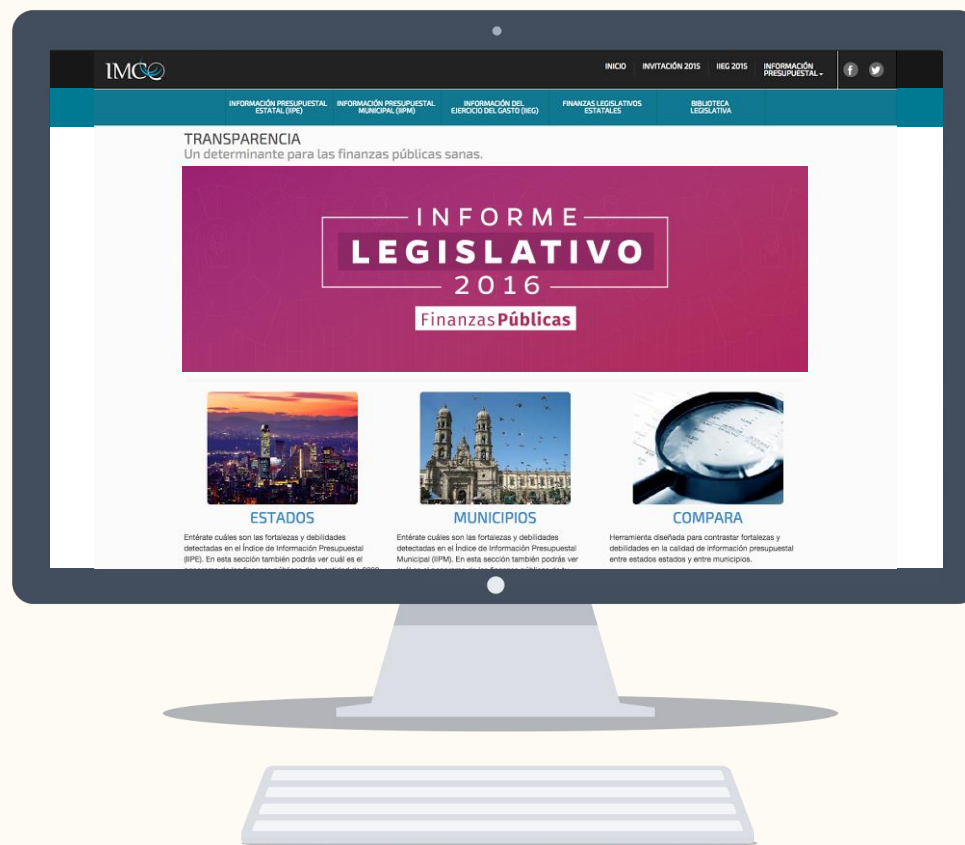 IMCO
INICIO INVITACIÓN 2015 IIEG 2015 INFORMACIÓN
PRESUPUESTAL
INFORMACIÓN PRESUPUESTAL
ESTATAL (IIPE)
INFORMACIÓN PRESUPUESTAL
MUNICIPAL (IIPM)
INFORMACIÓN DEL
EJERCICIO DEL GASTO (IIEG)
FINANZAS LEGISLATIVOS
ESTATALES
BIBLIOTECA
LEGISLATIVA
TRANSPARENCIA
Un determinante para las finanzas públicas sanas.
INFORME
LEGISLATIVO
2016
Finanzas Públicas
ESTADOS
Entérate cuáles son las fortalezas y debilidades
detectadas en el Índice de Información Presupuestal
(IIPE). En esta sección también podrás ver cuál es el
MUNICIPIOS
Entérate cuáles son las fortalezas y debilidades
detectadas en el Índice de Información Presupuestal
Municipal (IIPM). En esta sección también podrás ver
COMPARA
Herramienta diseñada para contrastar fortalezas y
debilidades en la calidad de información presupuestal
entre estados estados y entre municipios.